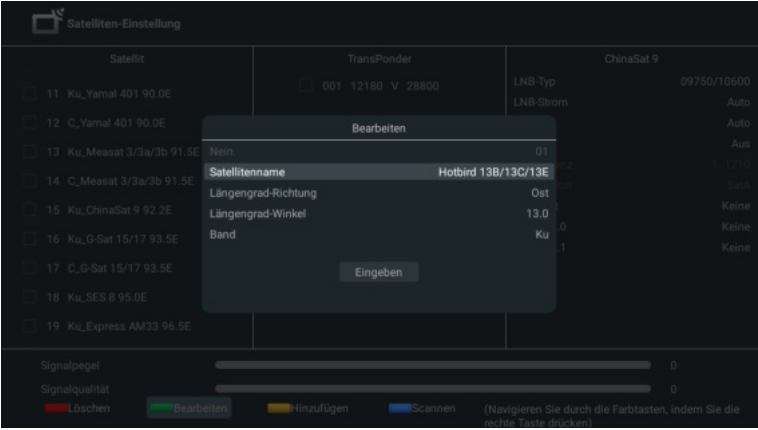 Satelliten-Einstellung
Satellit TransPonder ChinaSat 9
11 Ku_Yamal 401 90.0E 001 12180 V 28800 LNB-Typ 09750/10600
LNB-Strom Auto
12 C_Yamal 401 90.0E Auto
Bearbeiten
Aus
13 Ku_Measat 3/3a/3b 91.5E Nein. 01
Satellitenname Hotbird 13B/13C/13E
14 C_Measat 3/3a/3b 91.5E
Längengrad-Richtung Ost
15 Ku_ChinaSat 9 92.2E Keine
Längengrad-Winkel 13.0
.0 Keine
16 Ku_G-Sat 15/17 93.5E Band Ku
.1 Keine
17 C_G-Sat 15/17 93.5E Eingeben
18 Ku_SES 8 95.0E
19 Ku_Express AM33 96.5E
Signalpegel 0
Signalqualität 0
Löschen Bearbeiten Hinzufügen Scannen (Navigieren Sie durch die Farbtasten, indem Sie die
rechte Taste drücken)